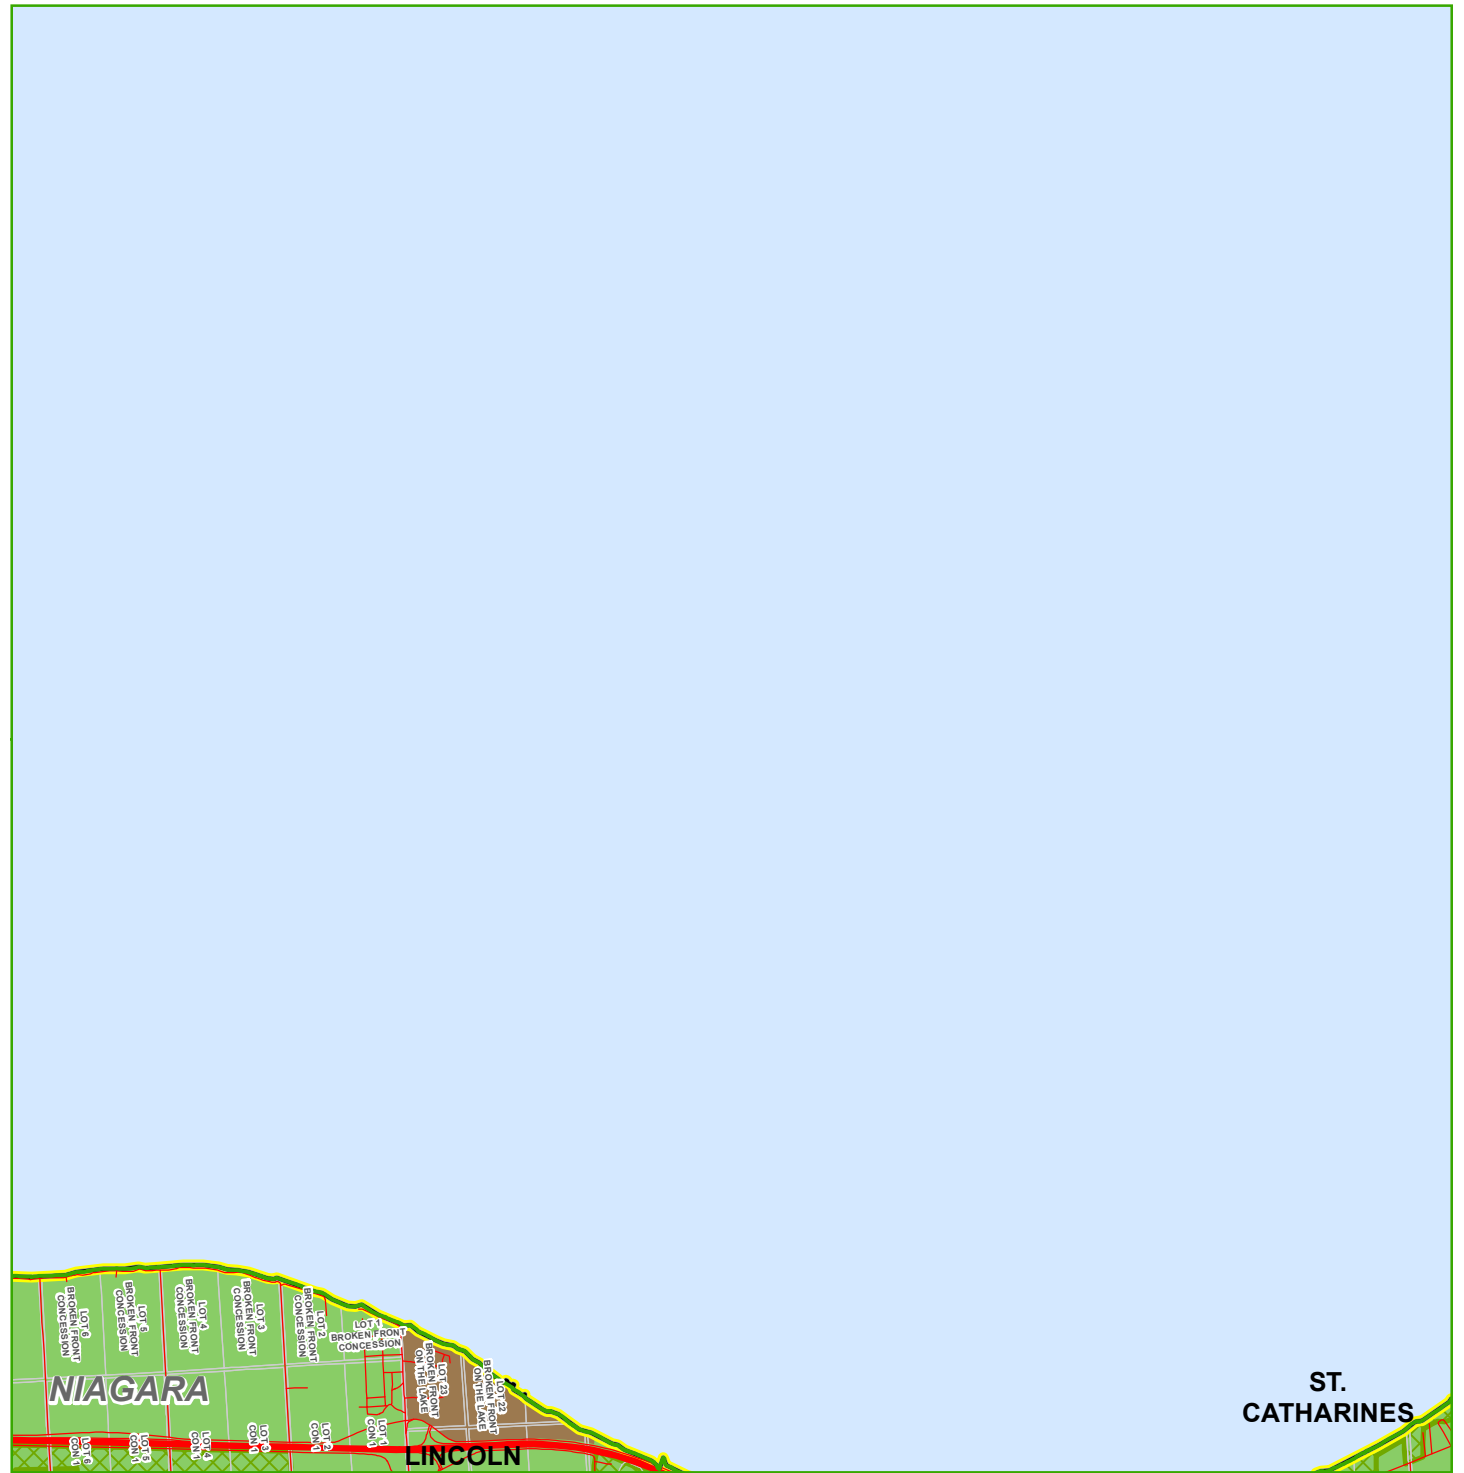 LOT 6
BROKEN FRONT
CONCESSION
LOT 5
BROKEN FRONT
CONCESSION
LOT 4
BROKEN FRONT
CONCESSION
LOT 3
BROKEN FRONT
CONCESSION
LOT 2
BROKEN FRONT
CONCESSION
LOT 1
BROKEN FRONT
CONCESSION
LOT 23
BROKEN FRONT
ON THE LAKE
LOT 22
BROKEN FRONT
ON THE LAKE
NIAGARA
ST.
CATHARINES
LOT 6
CON 1
LOT 5
CON 1
LOT 4
CON 1
LOT 3
CON 1
LOT 2
CON 1
LOT 1
CON 1
LINCOLN